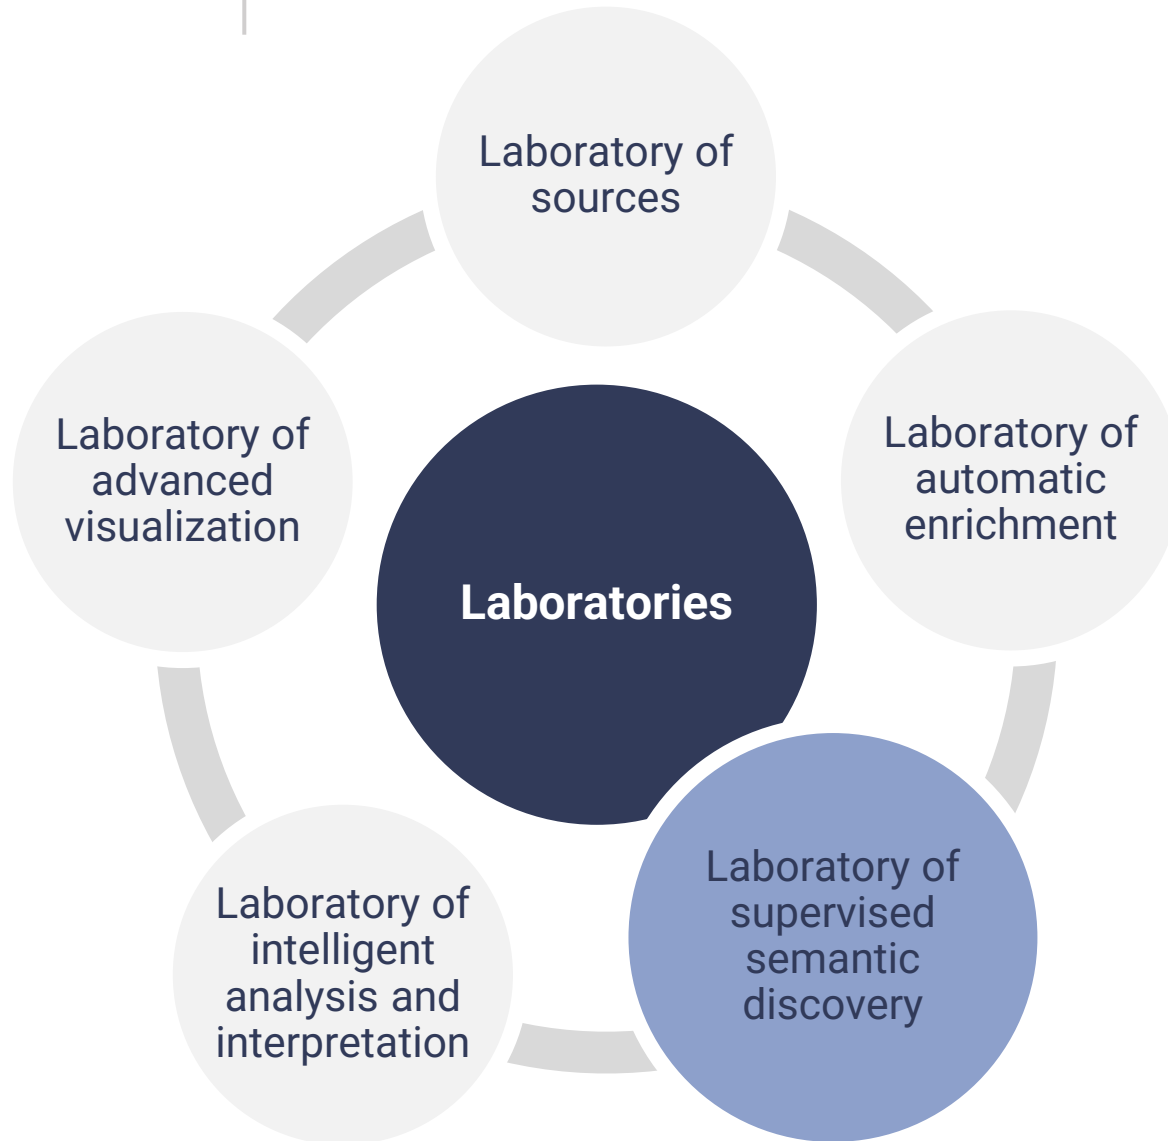 Laboratory of
sources
Laboratory of
automatic
enrichment
Laboratory of
supervised
semantic
discovery
Laboratory of
intelligent
analysis and
interpretation
Laboratory of
advanced
visualization
Laboratories